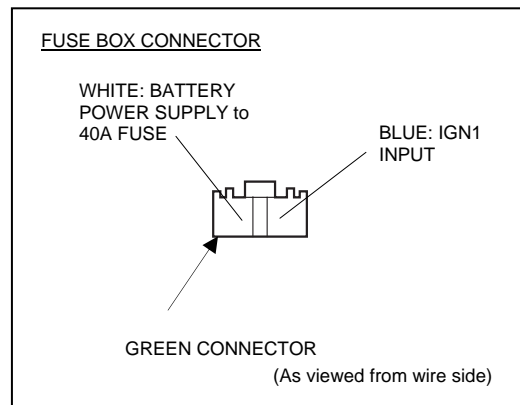 FUSE BOX CONNECTOR
WHITE: BATTERY
POWER SUPPLY to
40A FUSE
BLUE: IGN1
INPUT
GREEN CONNECTOR
(As viewed from wire side)